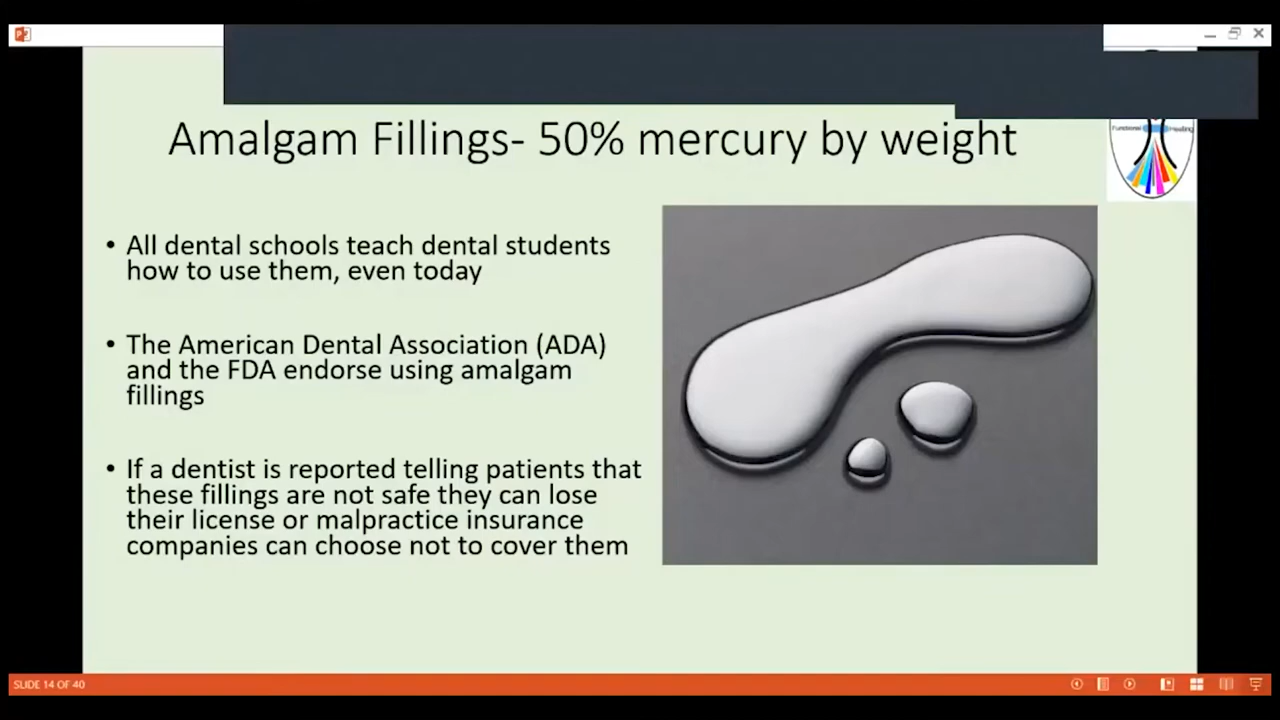 Amalgam Fillings- 50% mercury by weight
Functional Healing
• All dental schools teach dental students
how to use them, even today
• The American Dental Association (ADA)
and the FDA endorse using amalgam
fillings
• If a dentist is reported telling patients that
these fillings are not safe they can lose
their license or malpractice insurance
companies can choose not to cover them
SLIDE 14 OF 40